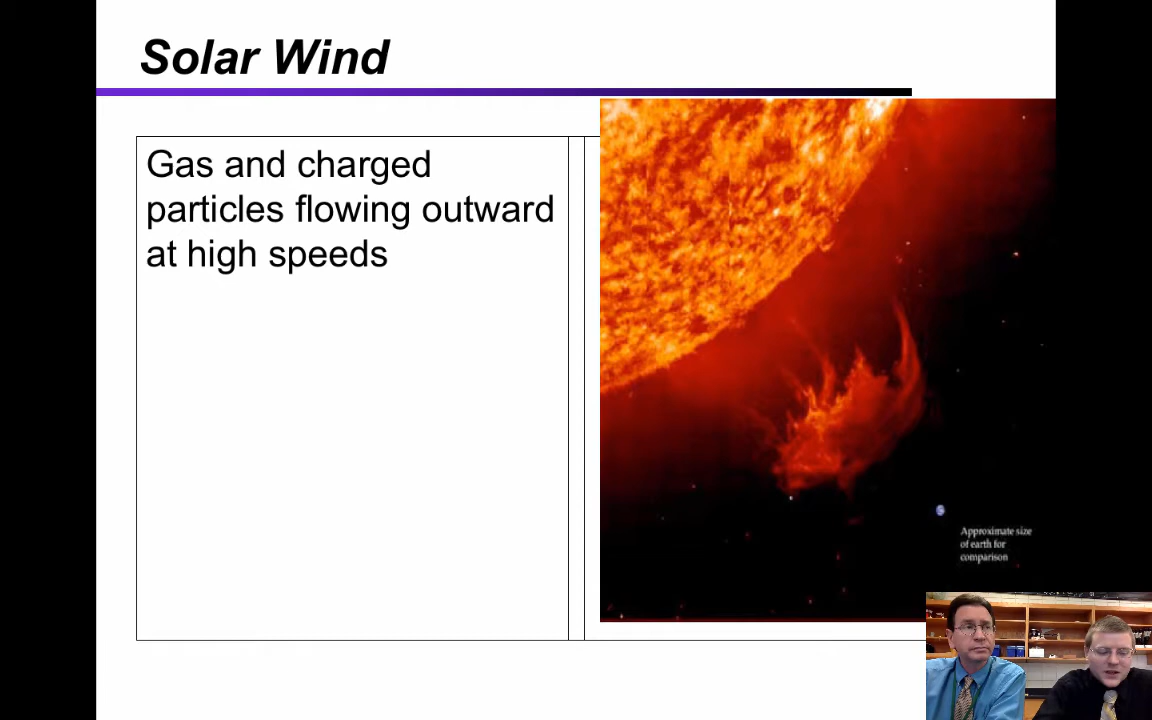 Solar Wind
Gas and charged
particles flowing outward
at high speeds
Approximate size
of earth for
comparison